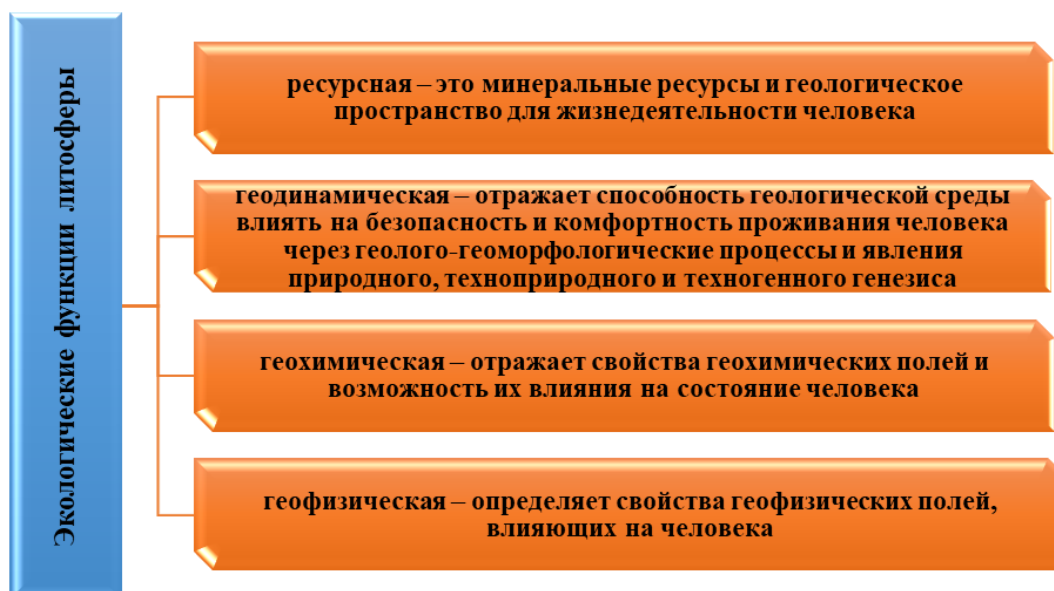 Экологические функции литосферы
ресурсная – это минеральные ресурсы и геологическое
пространство для жизнедеятельности человека
геодинамическая – отражает способность геологической среды
влиять на безопасность и комфортность проживания человека
через геолого-геоморфологические процессы и явления
природного, техноприродного и техногенного генезиса
геохимическая – отражает свойства геохимических полей и
возможность их влияния на состояние человека
геофизическая – определяет свойства геофизических полей,
влияющих на человека